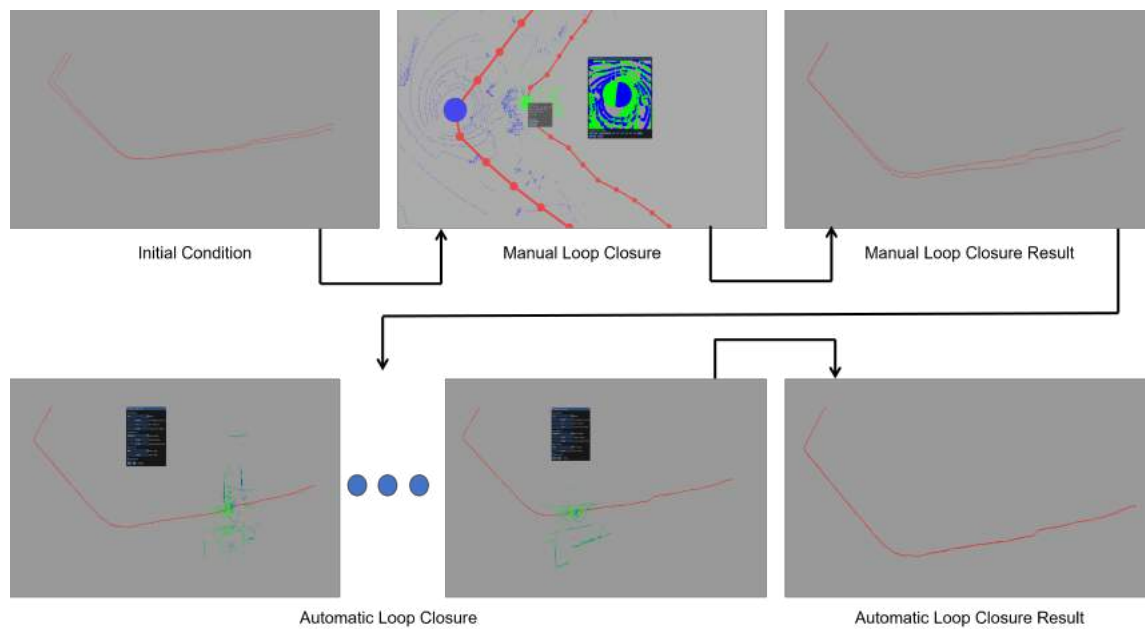 Initial Condition
Manual Loop Closure
Manual Loop Closure Result
Automatic Loop Closure
Automatic Loop Closure Result